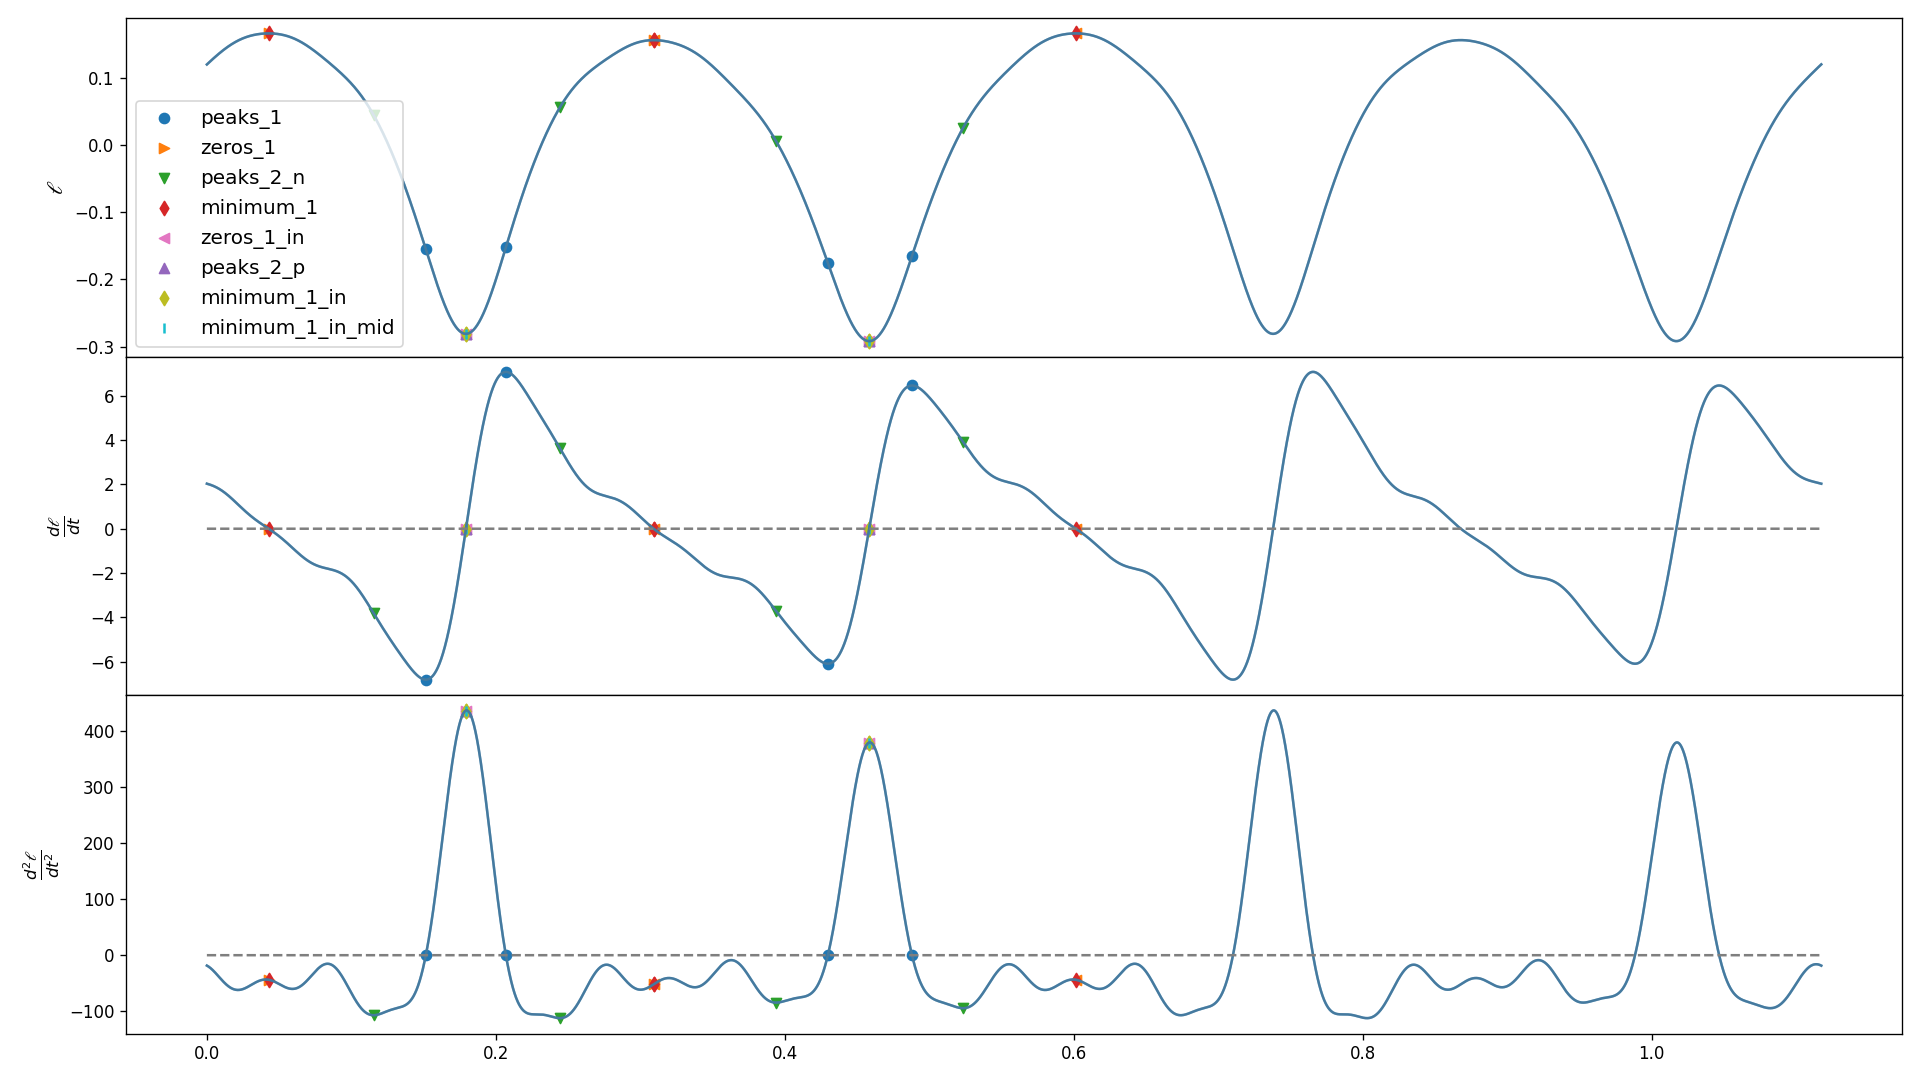 0.1
0.0
−0.1
−0.2
−0.3
ℓ
peaks_1
zeros_1
peaks_2_n
minimum_1
zeros_1_in
peaks_2_p
minimum_1_in
minimum_1_in_mid
6
4
2
0
−2
−4
−6
dℓ
dt
400
300
200
100
0
−100
d²ℓ
dt²
0.0 0.2 0.4 0.6 0.8 1.0